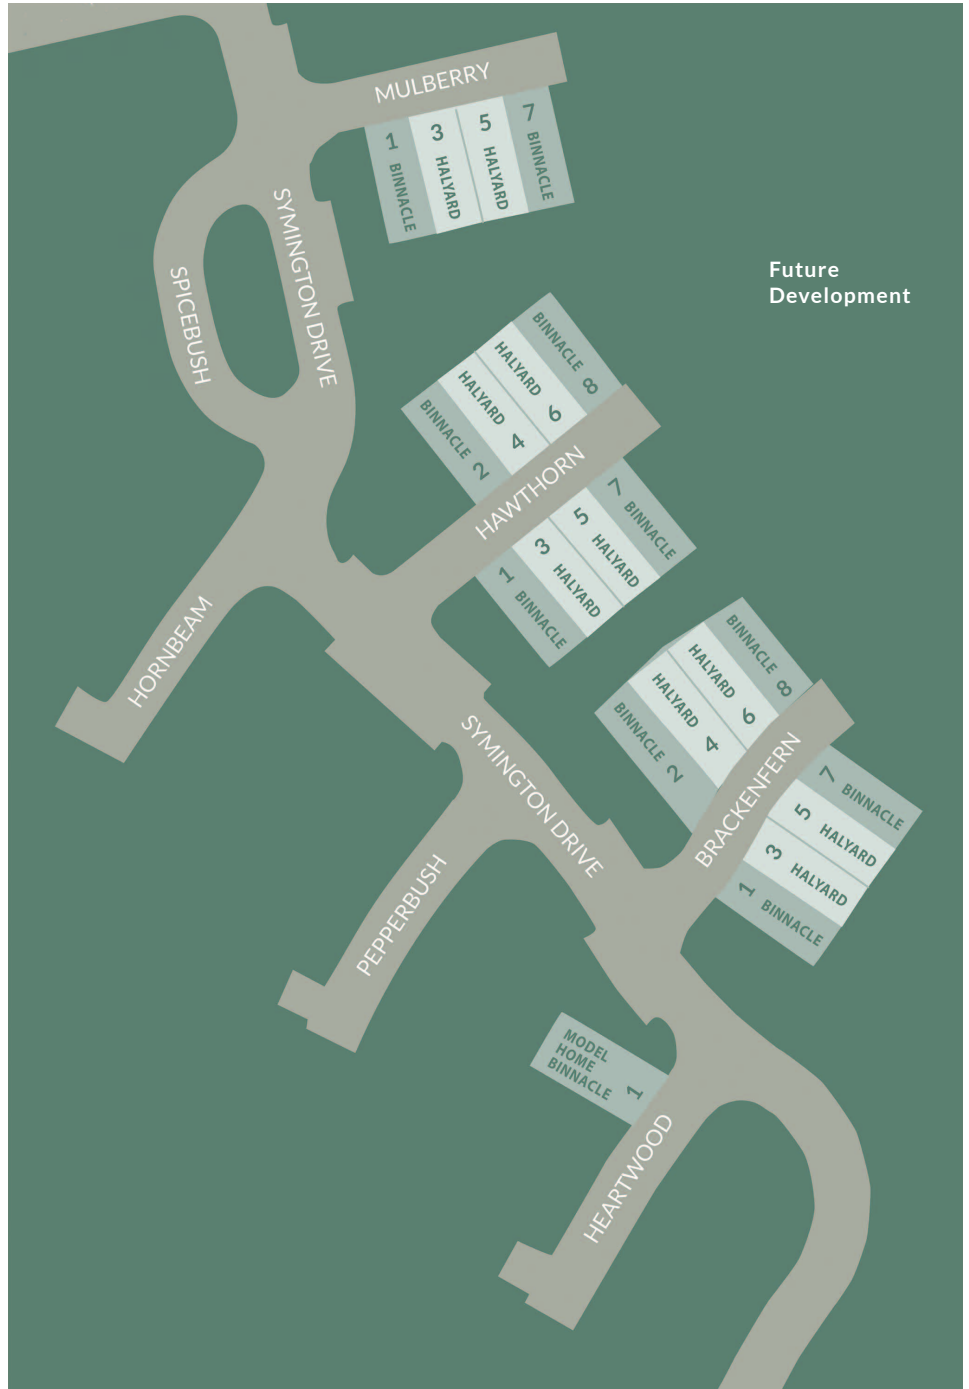 MULBERRY
1 BINNACLE
3 HALYARD
5 HALYARD
7 BINNACLE
SYMINGTON DRIVE
SPICEBUSH
Future
Development
BINNACLE 2
HALYARD 4
HALYARD 6
BINNACLE 8
HAWTHORN
1 BINNACLE
3 HALYARD
5 HALYARD
7 BINNACLE
HORNBEAM
BINNACLE 2
HALYARD 4
HALYARD 6
BINNACLE 8
BRACKENFERN
1 BINNACLE
3 HALYARD
5 HALYARD
7 BINNACLE
SYMINGTON DRIVE
PEPPERBUSH
MODEL
HOME
BINNACLE
1
HEARTWOOD